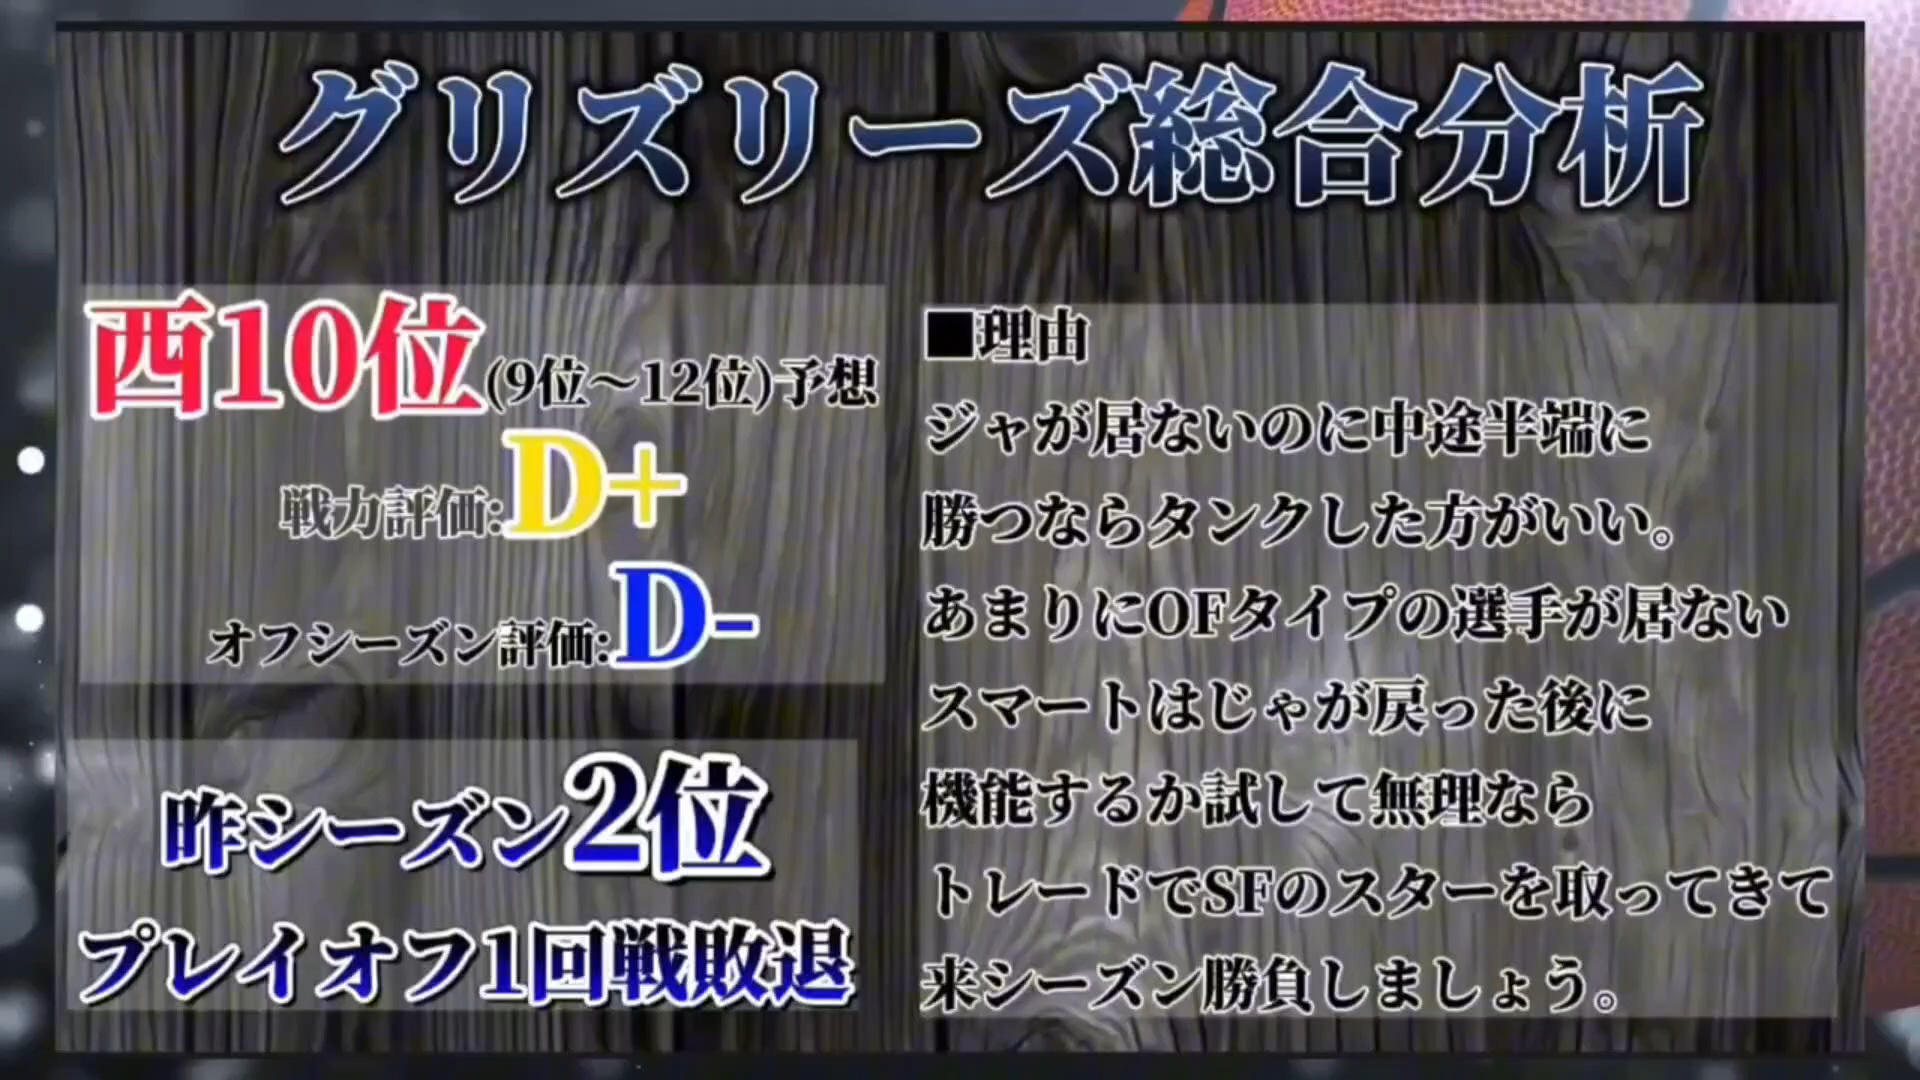 グリズリーズ総合分析
西10位(9位～12位)予想
戦力評価:D+
オフシーズン評価:D-
昨シーズン2位
プレイオフ1回戦敗退
■理由
ジャが居ないのに中途半端に
勝つならタンクした方がいい。
あまりにOFタイプの選手が居ない
スマートはじゃが戻った後に
機能するか試して無理なら
トレードでSFのスターを取ってきて
来シーズン勝負しましょう。